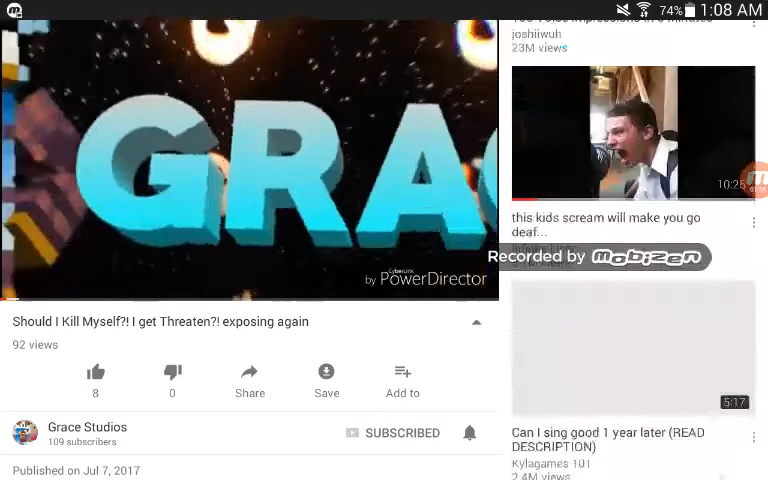 74% 1:08 AM
joshiiwuh
23M views
GRA
by CyberLink PowerDirector
10:25
this kids scream will make you go
deaf...
Recorded by mobizen
Should I Kill Myself?! I get Threaten?! exposing again
92 views
8 0 Share Save Add to
Grace Studios
109 subscribers
SUBSCRIBED
Published on Jul 7, 2017
5:17
Can I sing good 1 year later (READ
DESCRIPTION)
Kylagames 101
2.4M views